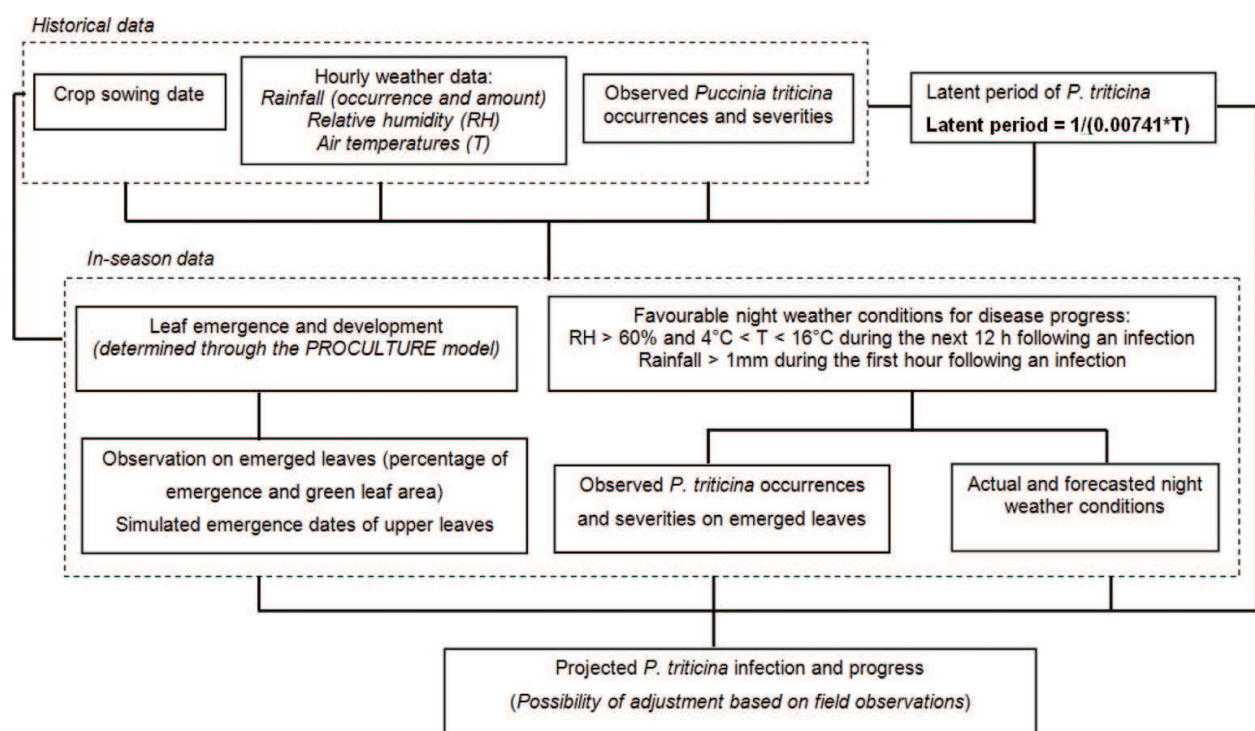 Historical data
Crop sowing date
Hourly weather data:
Rainfall (occurrence and amount)
Relative humidity (RH)
Air temperatures (T)
Observed Puccinia triticina
occurrences and severities
Latent period of P. triticina
Latent period = 1/(0.00741*T)
In-season data
Leaf emergence and development
(determined through the PROCULTURE model)
Favourable night weather conditions for disease progress:
RH > 60% and 4°C < T < 16°C during the next 12 h following an infection
Rainfall > 1mm during the first hour following an infection
Observation on emerged leaves (percentage of
emergence and green leaf area)
Simulated emergence dates of upper leaves
Observed P. triticina occurrences
and severities on emerged leaves
Actual and forecasted night
weather conditions
Projected P. triticina infection and progress
(Possibility of adjustment based on field observations)